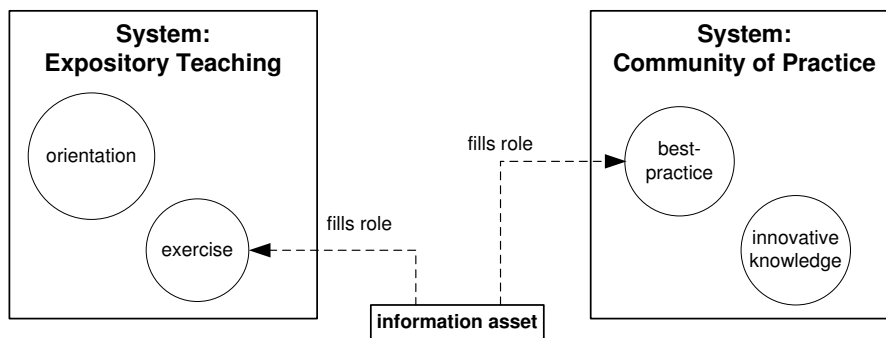 System:
Expository Teaching
orientation
exercise
fills role
information asset
fills role
System:
Community of Practice
best-
practice
innovative
knowledge